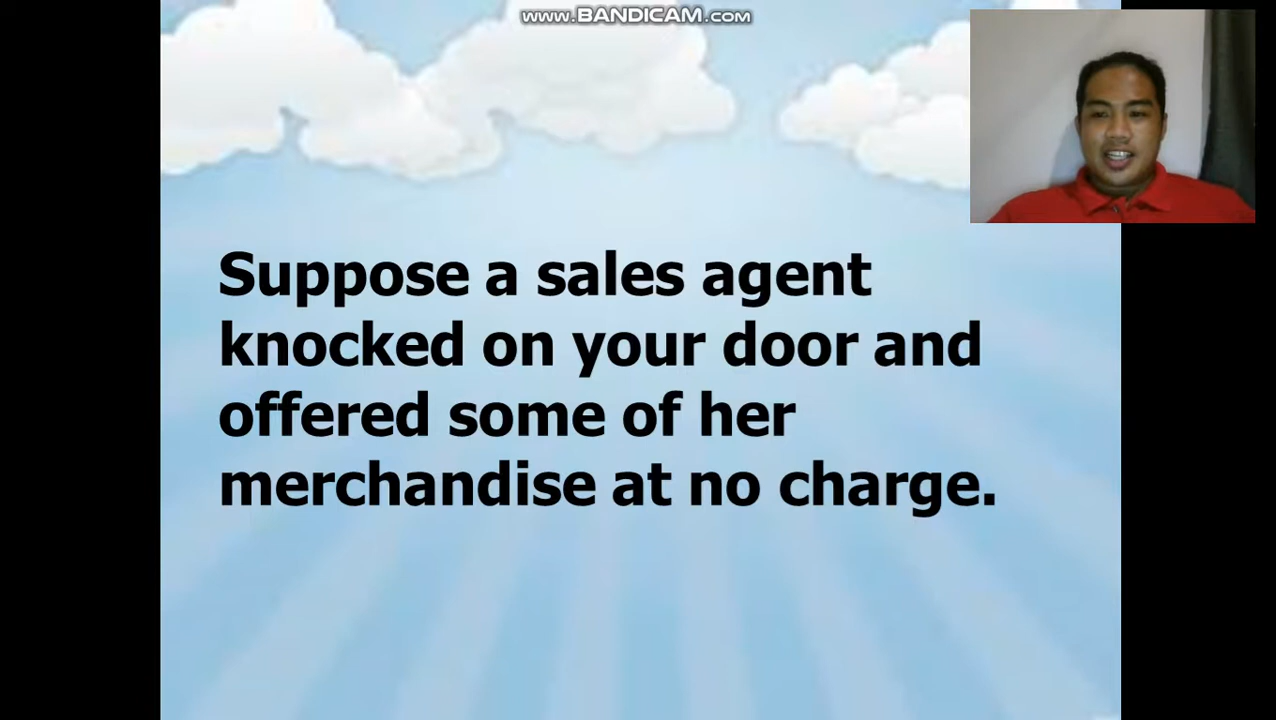 www.BANDICAM.com
Suppose a sales agent
knocked on your door and
offered some of her
merchandise at no charge.